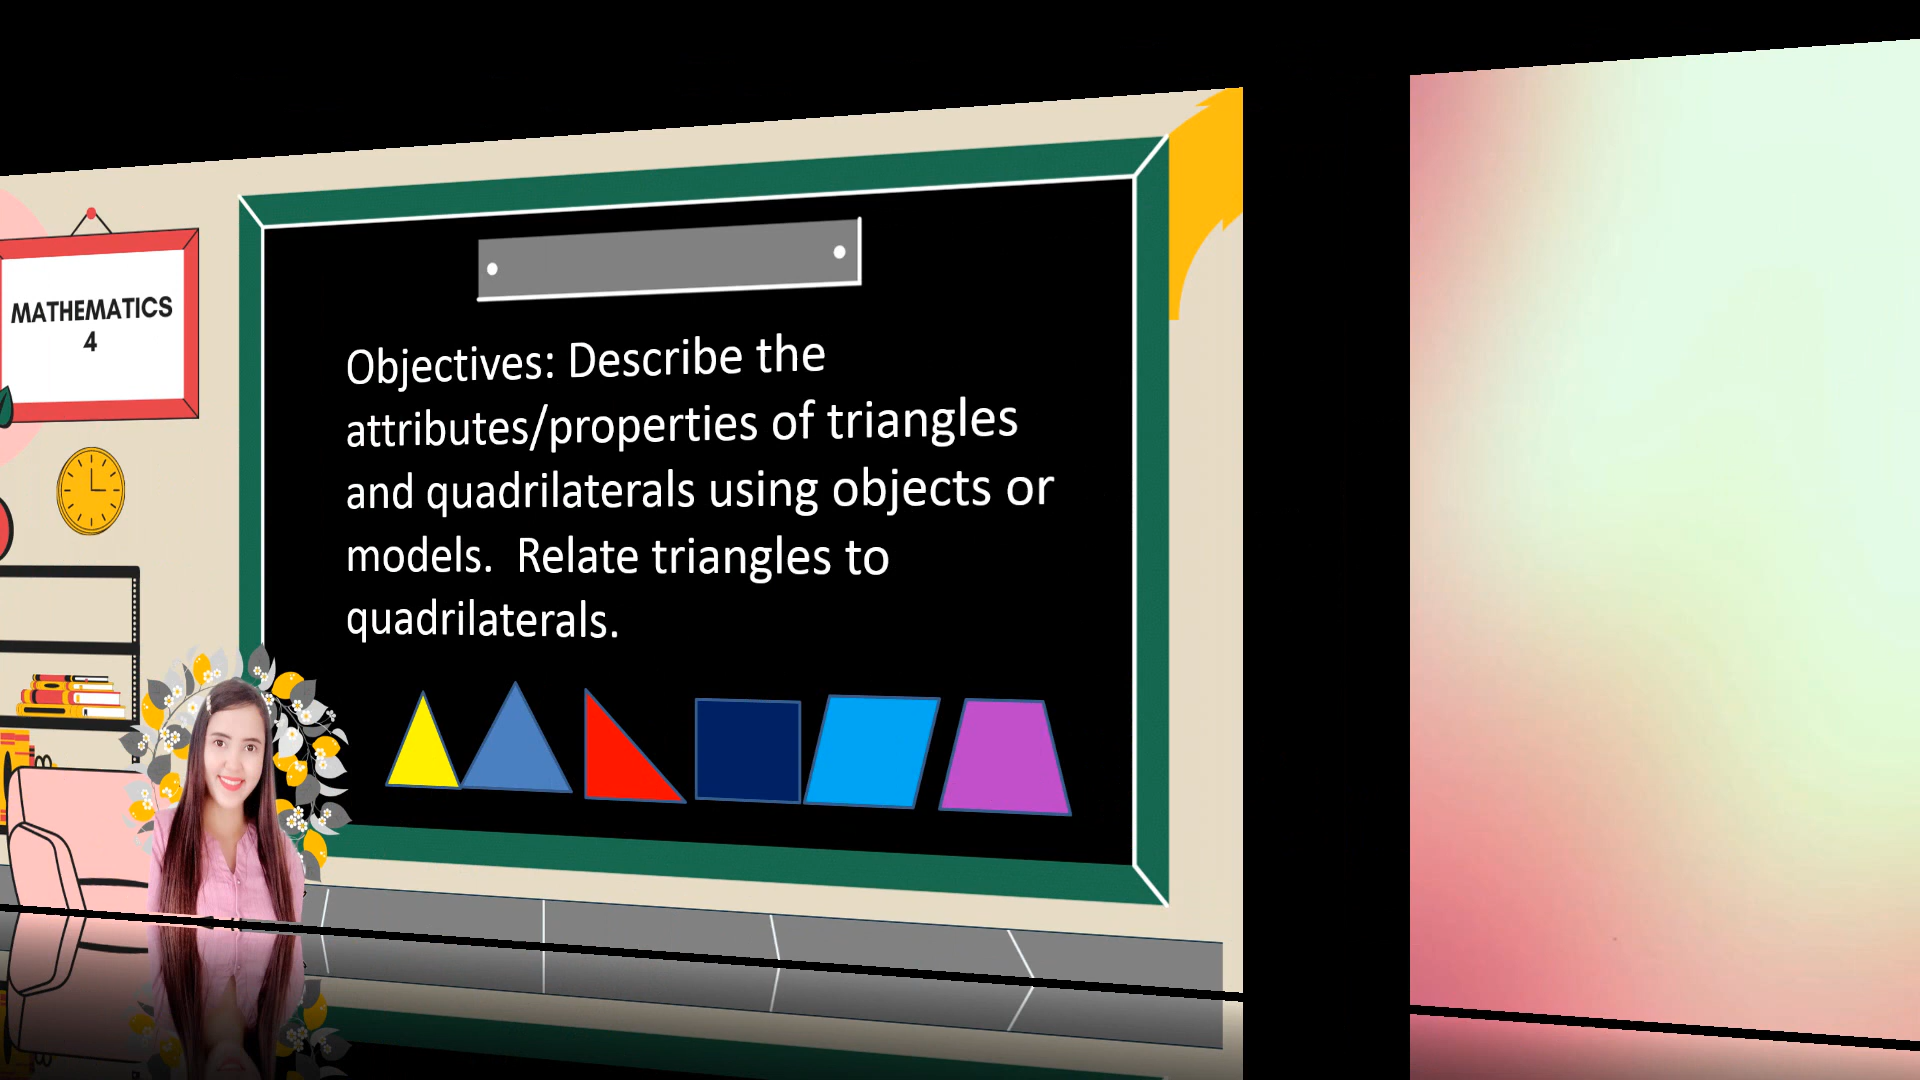 MATHEMATICS
4
Objectives: Describe the
attributes/properties of triangles
and quadrilaterals using objects or
models.  Relate triangles to
quadrilaterals.